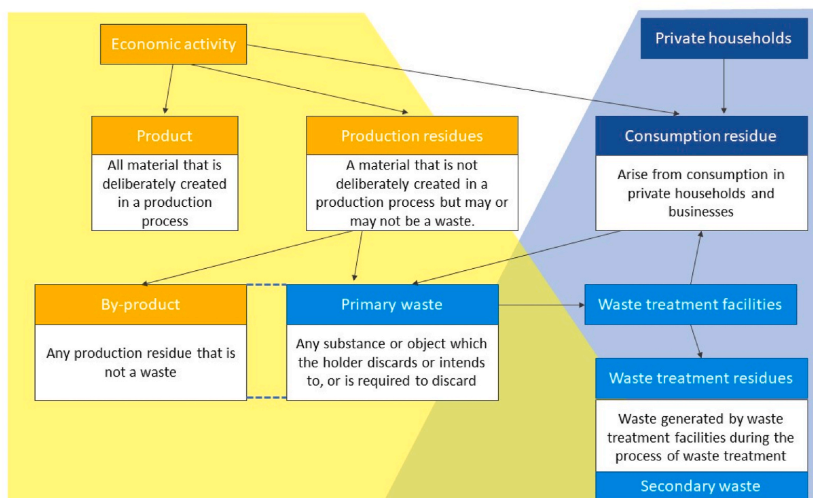 Economic activity
Private households
Product
All material that is
deliberately created
in a production
process
Production residues
A material that is not
deliberately created in a
production process but may or
may not be a waste.
Consumption residue
Arise from consumption in
private households and
businesses
By-product
Any production residue that is
not a waste
Primary waste
Any substance or object which
the holder discards or intends
to, or is required to discard
Waste treatment facilities
Waste treatment residues
Waste generated by waste
treatment facilities during the
process of waste treatment
Secondary waste